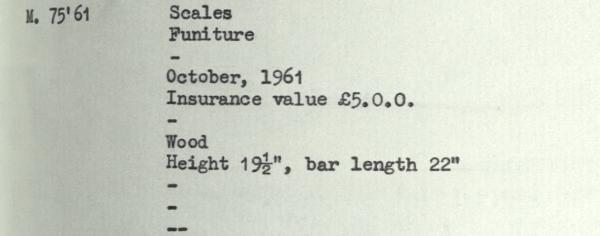 M. 75'61 Scales
Funiture
-
October, 1961
Insurance value £5.0.0.
-
Wood
Height 19½", bar length 22"
-
-
--